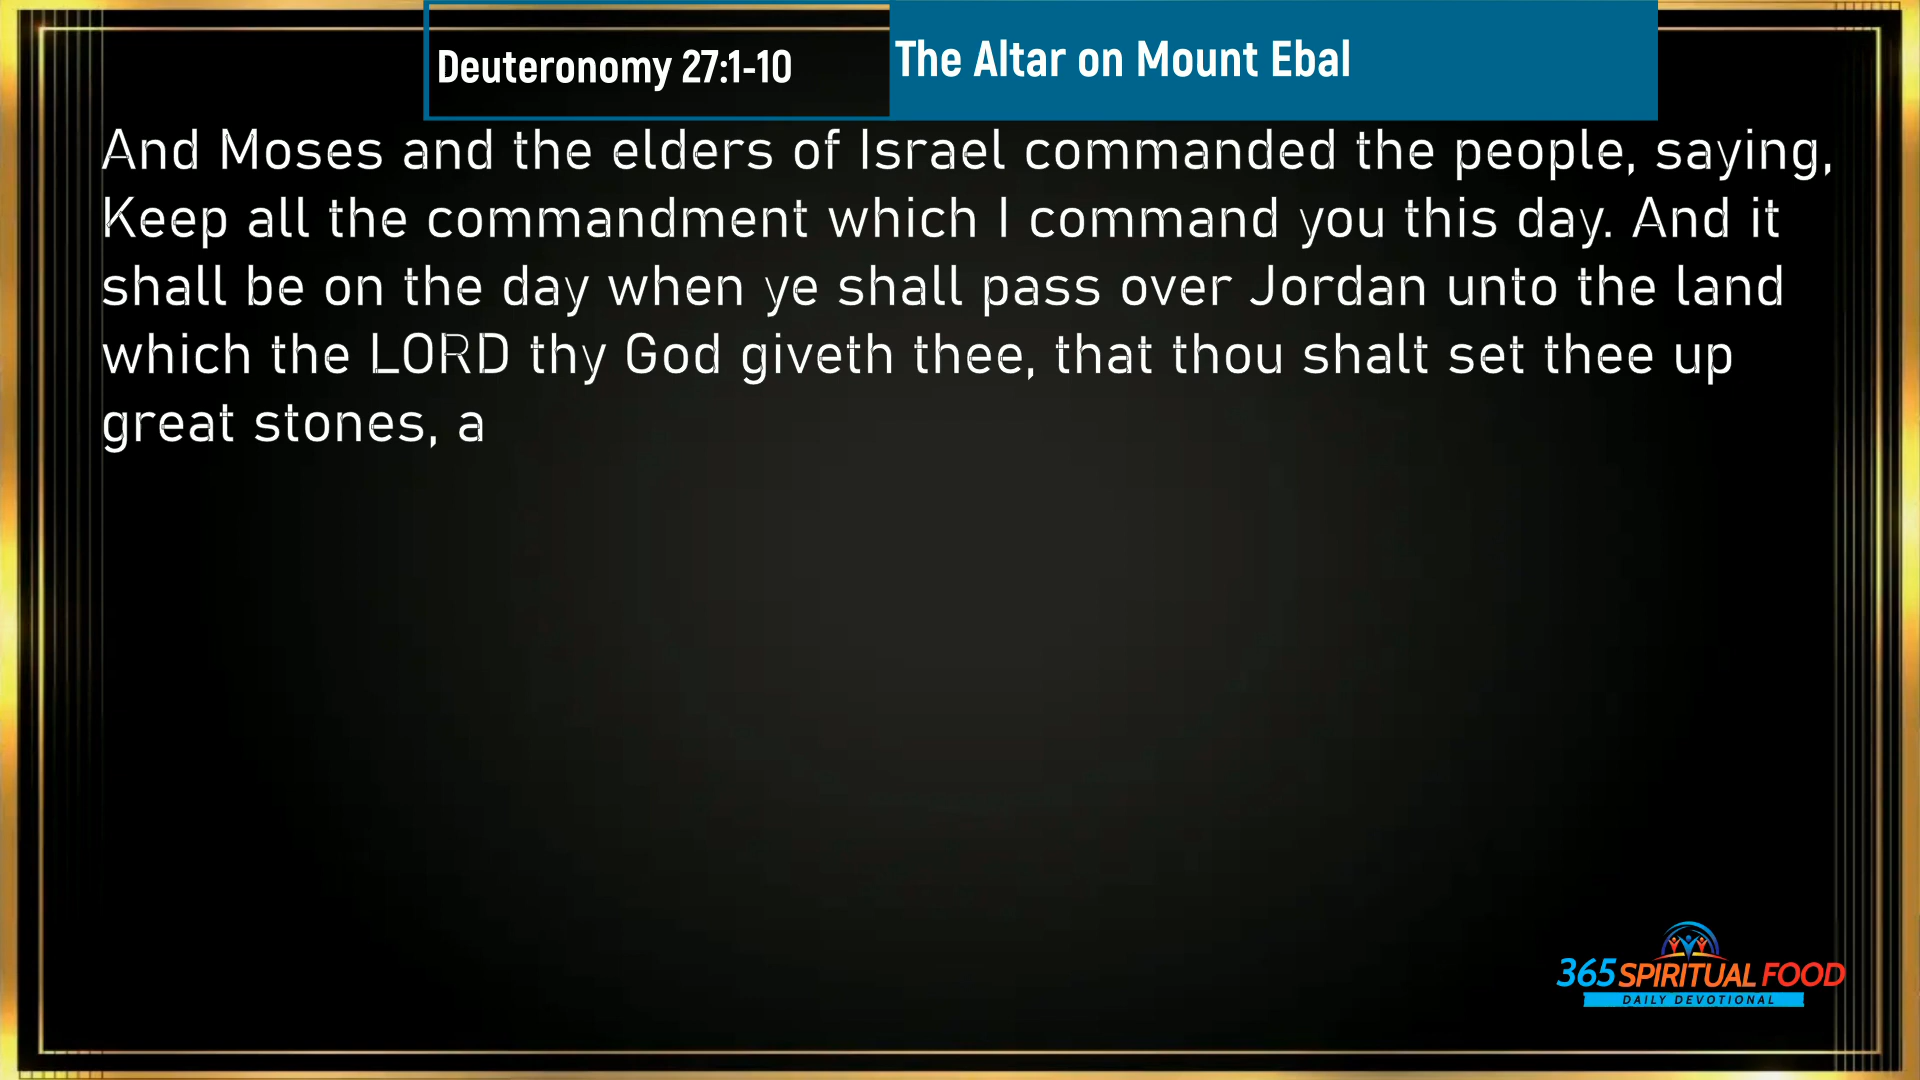 Deuteronomy 27:1-10
The Altar on Mount Ebal
And Moses and the elders of Israel commanded the people, saying,
Keep all the commandment which I command you this day. And it
shall be on the day when ye shall pass over Jordan unto the land
which the LORD thy God giveth thee, that thou shalt set thee up
great stones, a
365 SPIRITUAL FOOD
DAILY DEVOTIONAL